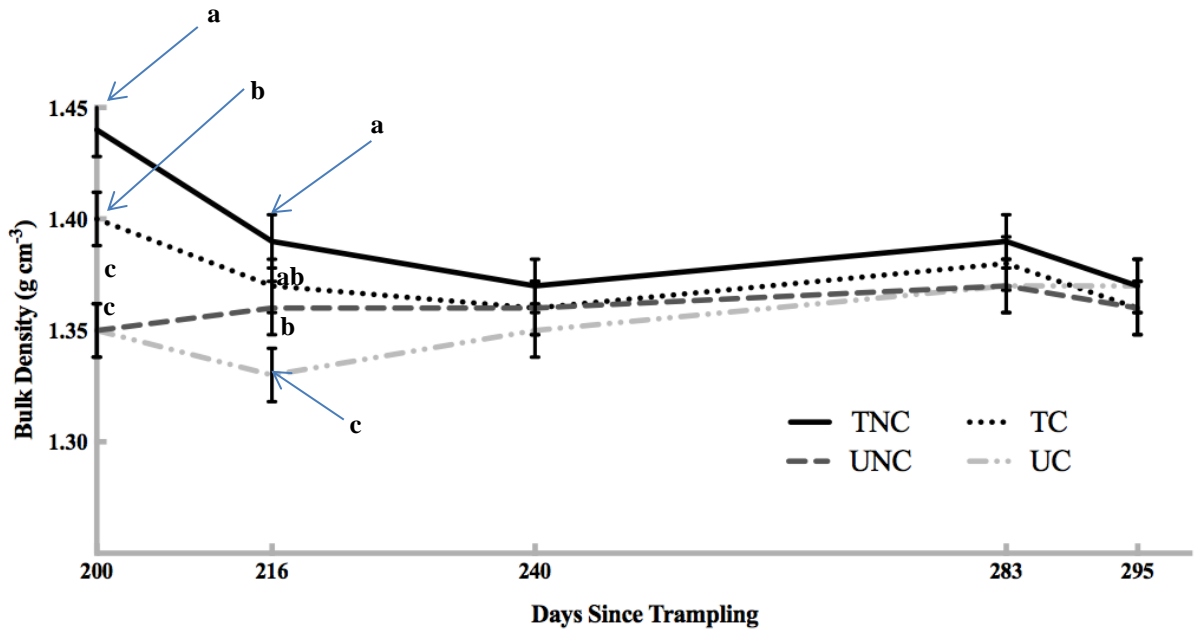 a
b
a
1.45
1.40
c
ab
c
b
1.35
c
1.30
Bulk Density (g cm-3)
TNC TC
UNC UC
200 216 240 283 295
Days Since Trampling